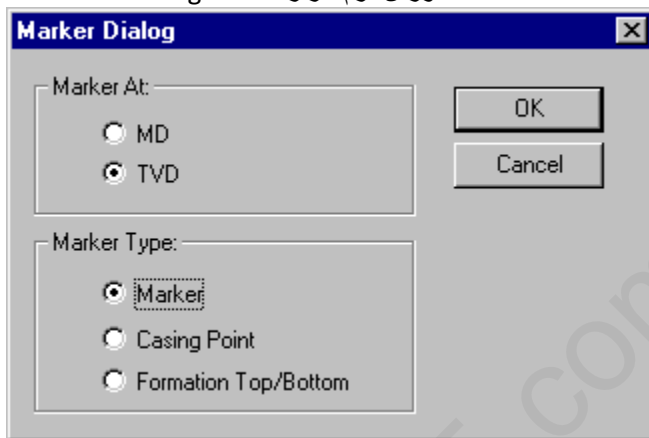 Marker Dialog
Marker At:
MD
TVD
OK
Cancel
Marker Type:
Marker
Casing Point
Formation Top/Bottom